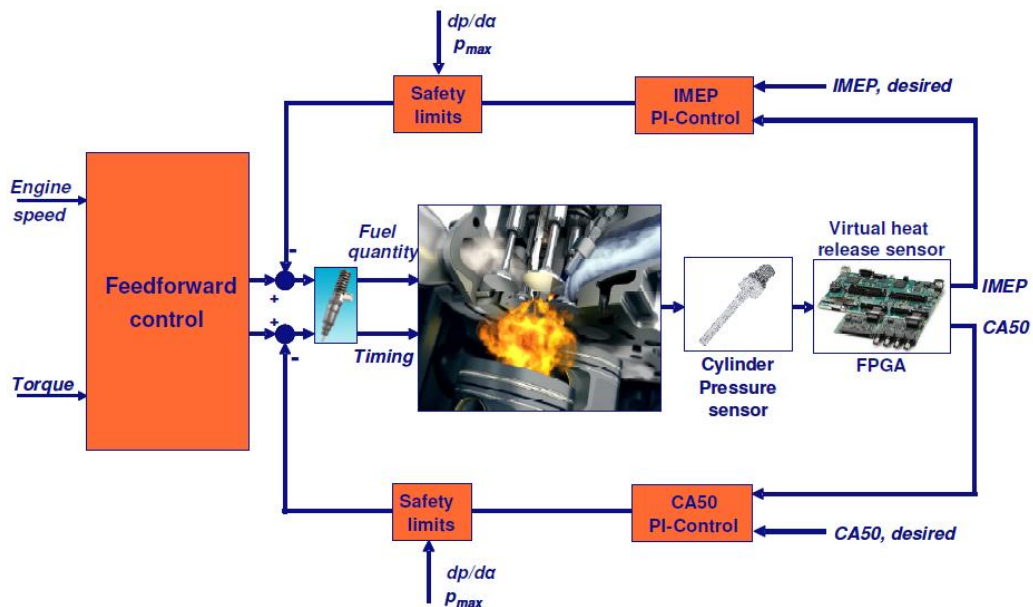 dp/dα
pmax
Safety
limits
IMEP
PI-Control
IMEP, desired
Engine
speed
Feedforward
control
Torque
-
+
+
-
Fuel
quantity
Timing
Cylinder
Pressure
sensor
Virtual heat
release sensor
FPGA
IMEP
CA50
Safety
limits
CA50
PI-Control
CA50, desired
dp/dα
pmax